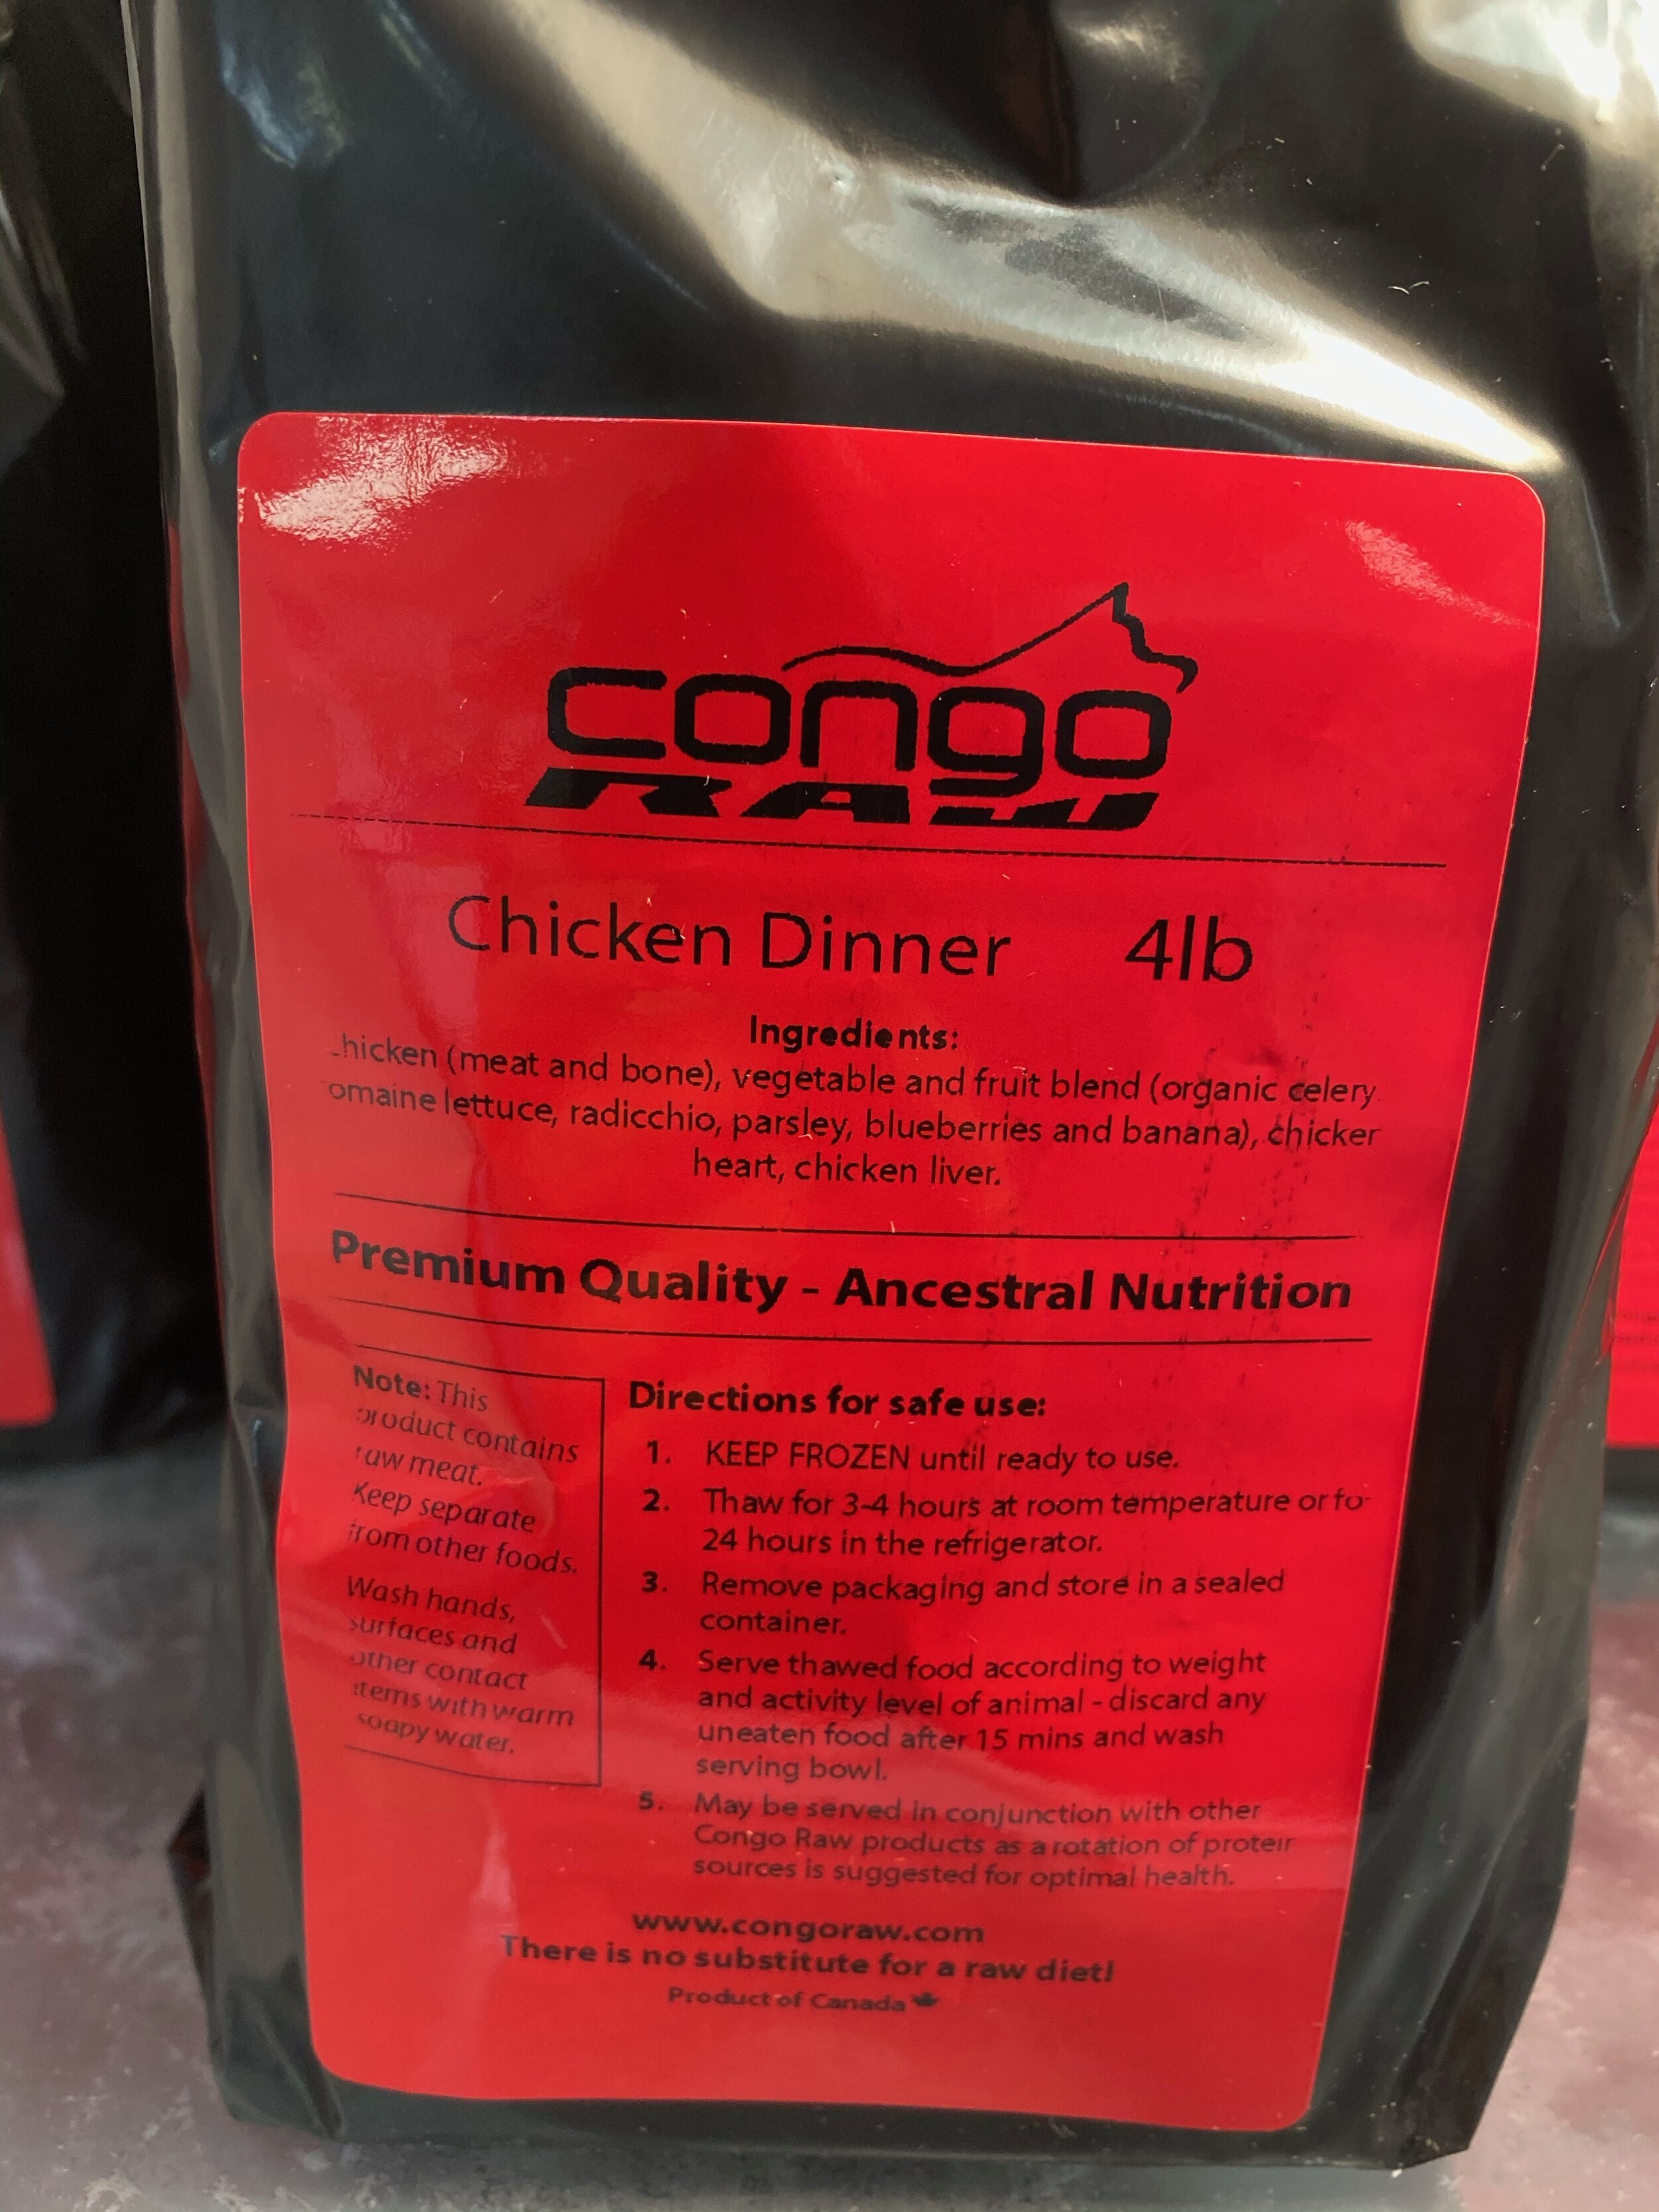 congo
RAW
Chicken Dinner 4lb
Ingredients:
hicken (meat and bone), vegetable and fruit blend (organic celery
omaine lettuce, radicchio, parsley, blueberries and banana), chicker
heart, chicken liver.
Premium Quality - Ancestral Nutrition
Note: This
product contains
raw meat.
Keep separate
from other foods.
Wash hands,
surfaces and
other contact
items with warm
soapy water.
Directions for safe use:
1. KEEP FROZEN until ready to use.
2. Thaw for 3-4 hours at room temperature or fo
24 hours in the refrigerator.
3. Remove packaging and store in a sealed
container.
4. Serve thawed food according to weight
and activity level of animal - discard any
uneaten food after 15 mins and wash
serving bowl.
5. May be served in conjunction with other
Congo Raw products as a rotation of protein
sources is suggested for optimal health.
www.congoraw.com
There is no substitute for a raw diet!
Product of Canada